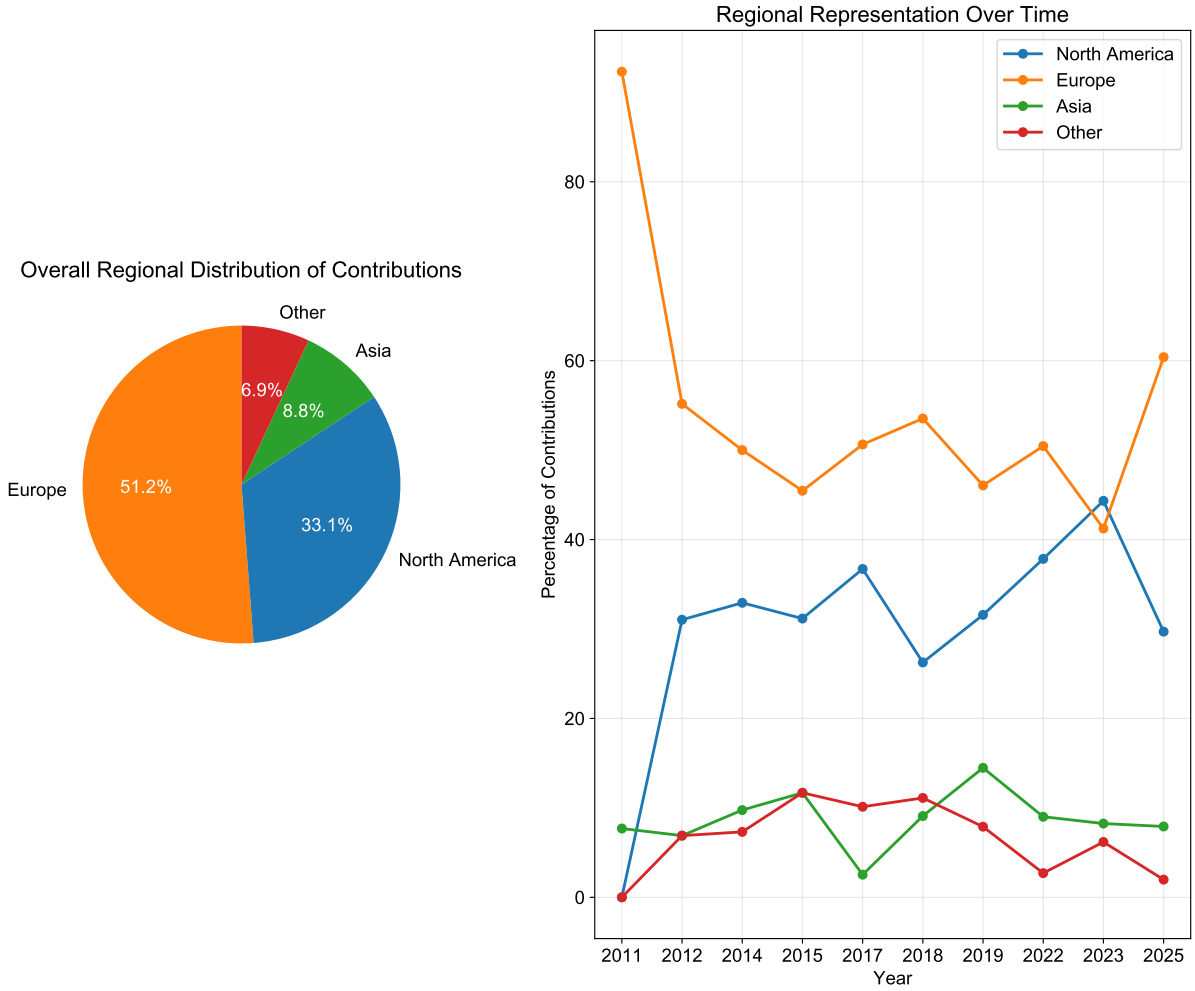 Overall Regional Distribution of Contributions
Other
Asia
6.9%
8.8%
Europe
51.2%
33.1%
North America
Regional Representation Over Time
North America
Europe
Asia
Other
Percentage of Contributions
80
60
40
20
0
2011 2012 2014 2015 2017 2018 2019 2022 2023 2025
Year